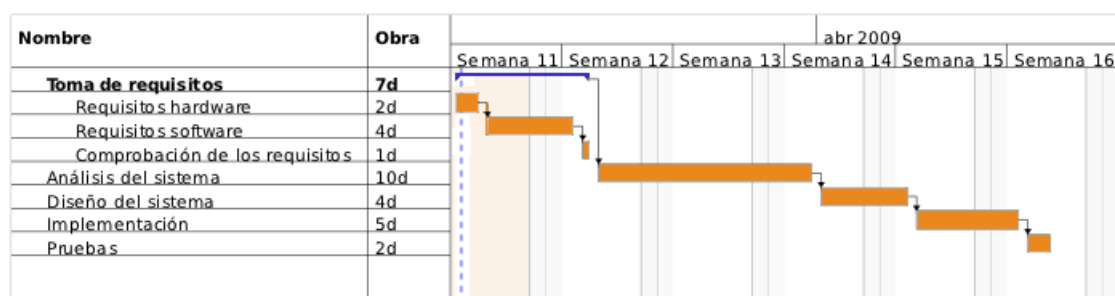 Nombre Obra abr 2009
Semana 11 Semana 12 Semana 13 Semana 14 Semana 15 Semana 16
Toma de requisitos 7d
Requisitos hardware 2d
Requisitos software 4d
Comprobación de los requisitos 1d
Análisis del sistema 10d
Diseño del sistema 4d
Implementación 5d
Pruebas 2d